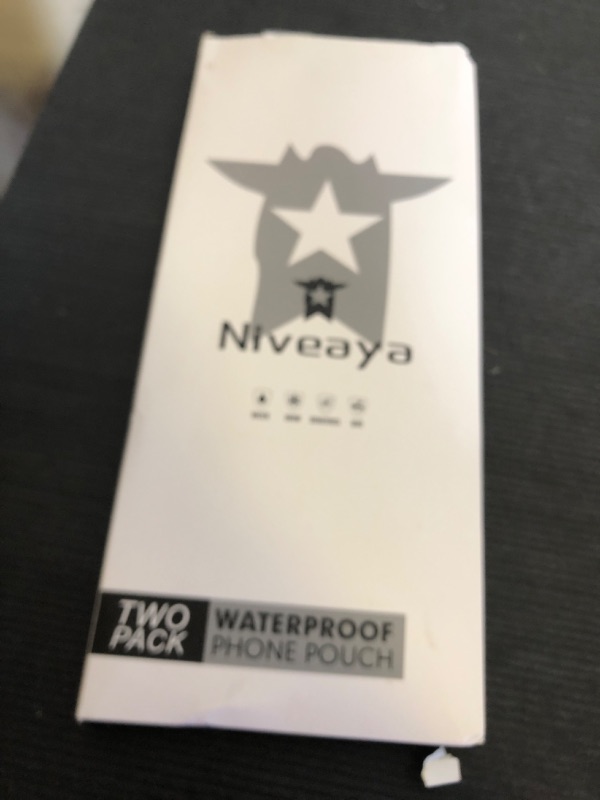 Niveaya
TWO
PACK
WATERPROOF
PHONE POUCH